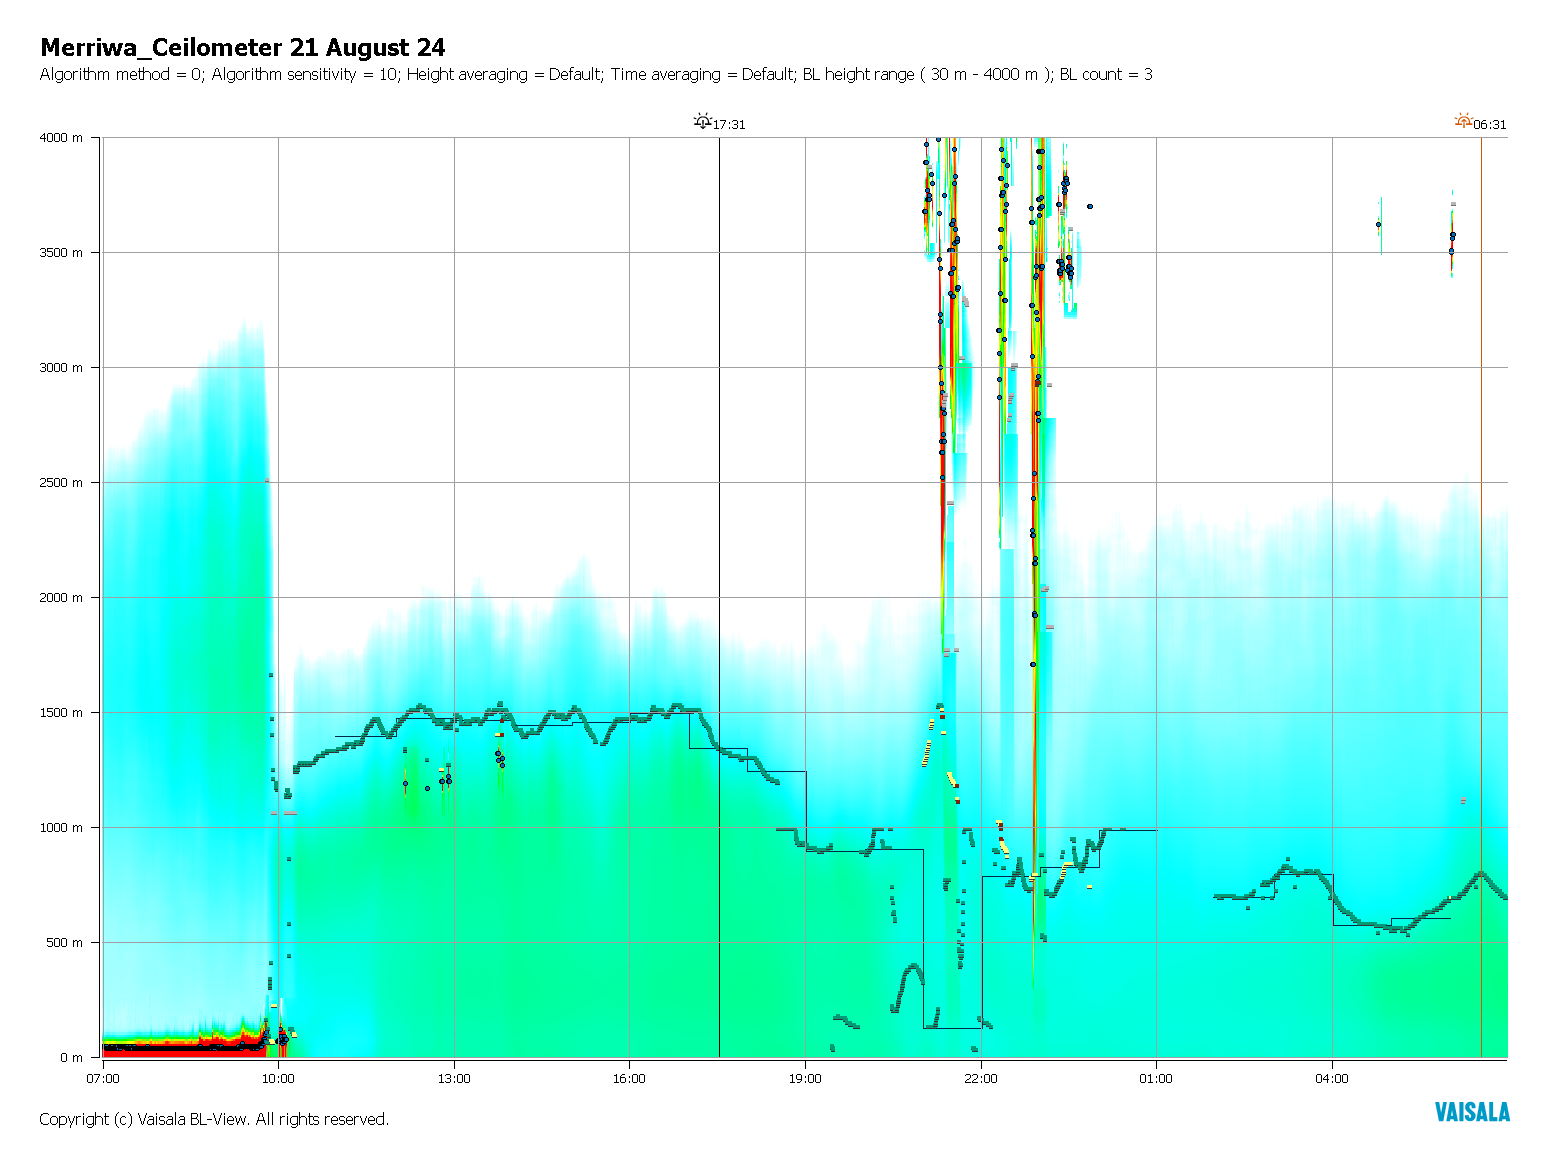 Merriwa_Ceilometer 21 August 24
Algorithm method = 0; Algorithm sensitivity = 10; Height averaging = Default; Time averaging = Default; BL height range ( 30 m - 4000 m ); BL count = 3
17:31
06:31
4000 m
3500 m
3000 m
2500 m
2000 m
1500 m
1000 m
500 m
0 m
07:00 10:00 13:00 16:00 19:00 22:00 01:00 04:00
Copyright (c) Vaisala BL-View. All rights reserved.
VAISALA